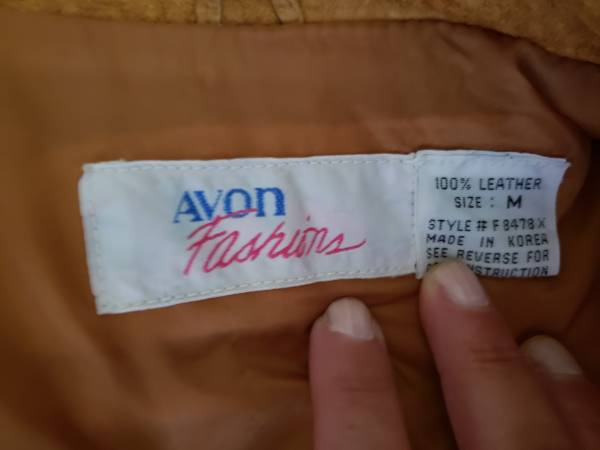 AVON
Fashions
100% LEATHER
SIZE : M
STYLE # F8478X
MADE IN KOREA
SEE REVERSE FOR